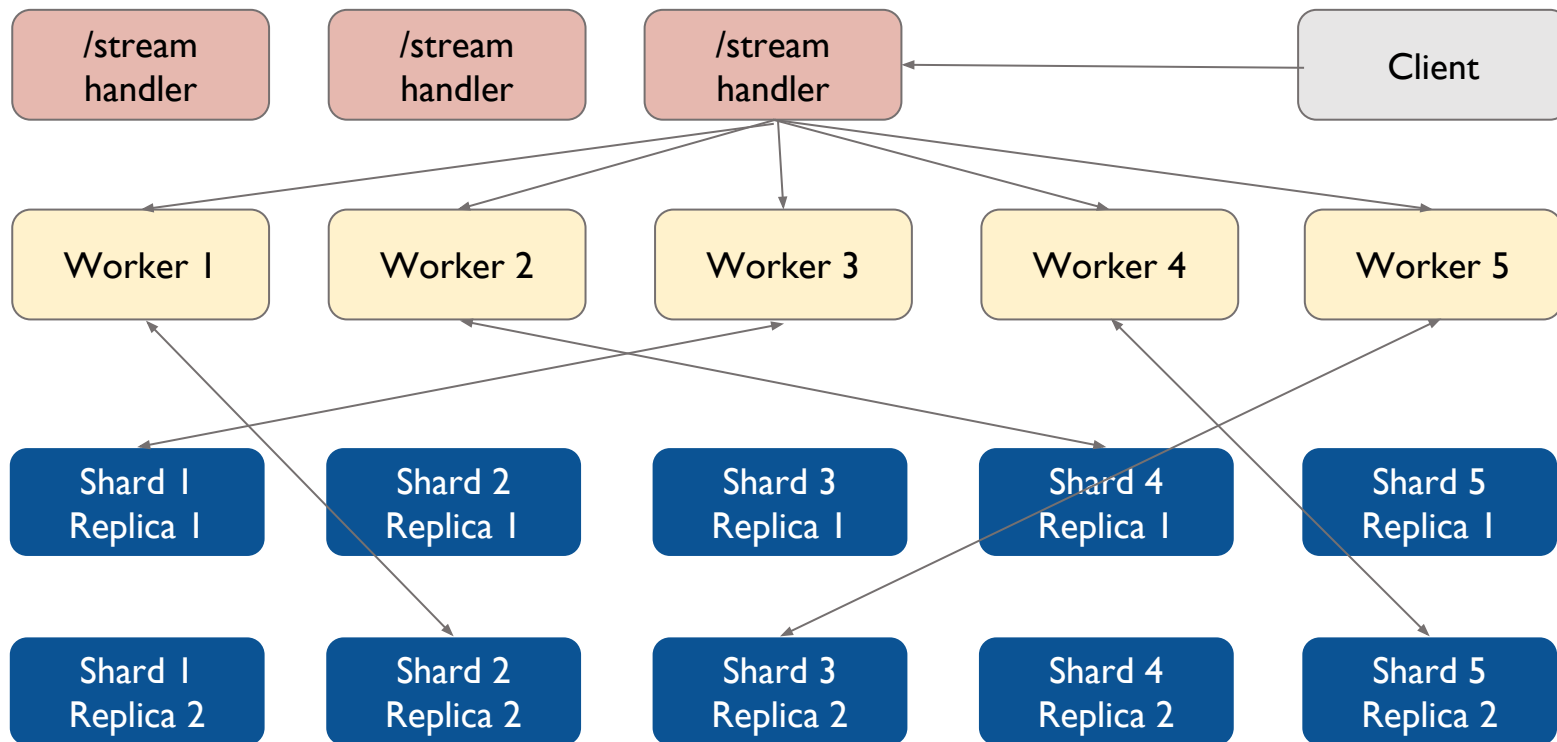 /stream
handler
/stream
handler
/stream
handler
Client
Worker 1
Worker 2
Worker 3
Worker 4
Worker 5
Shard 1
Replica 1
Shard 2
Replica 1
Shard 3
Replica 1
Shard 4
Replica 1
Shard 5
Replica 1
Shard 1
Replica 2
Shard 2
Replica 2
Shard 3
Replica 2
Shard 4
Replica 2
Shard 5
Replica 2